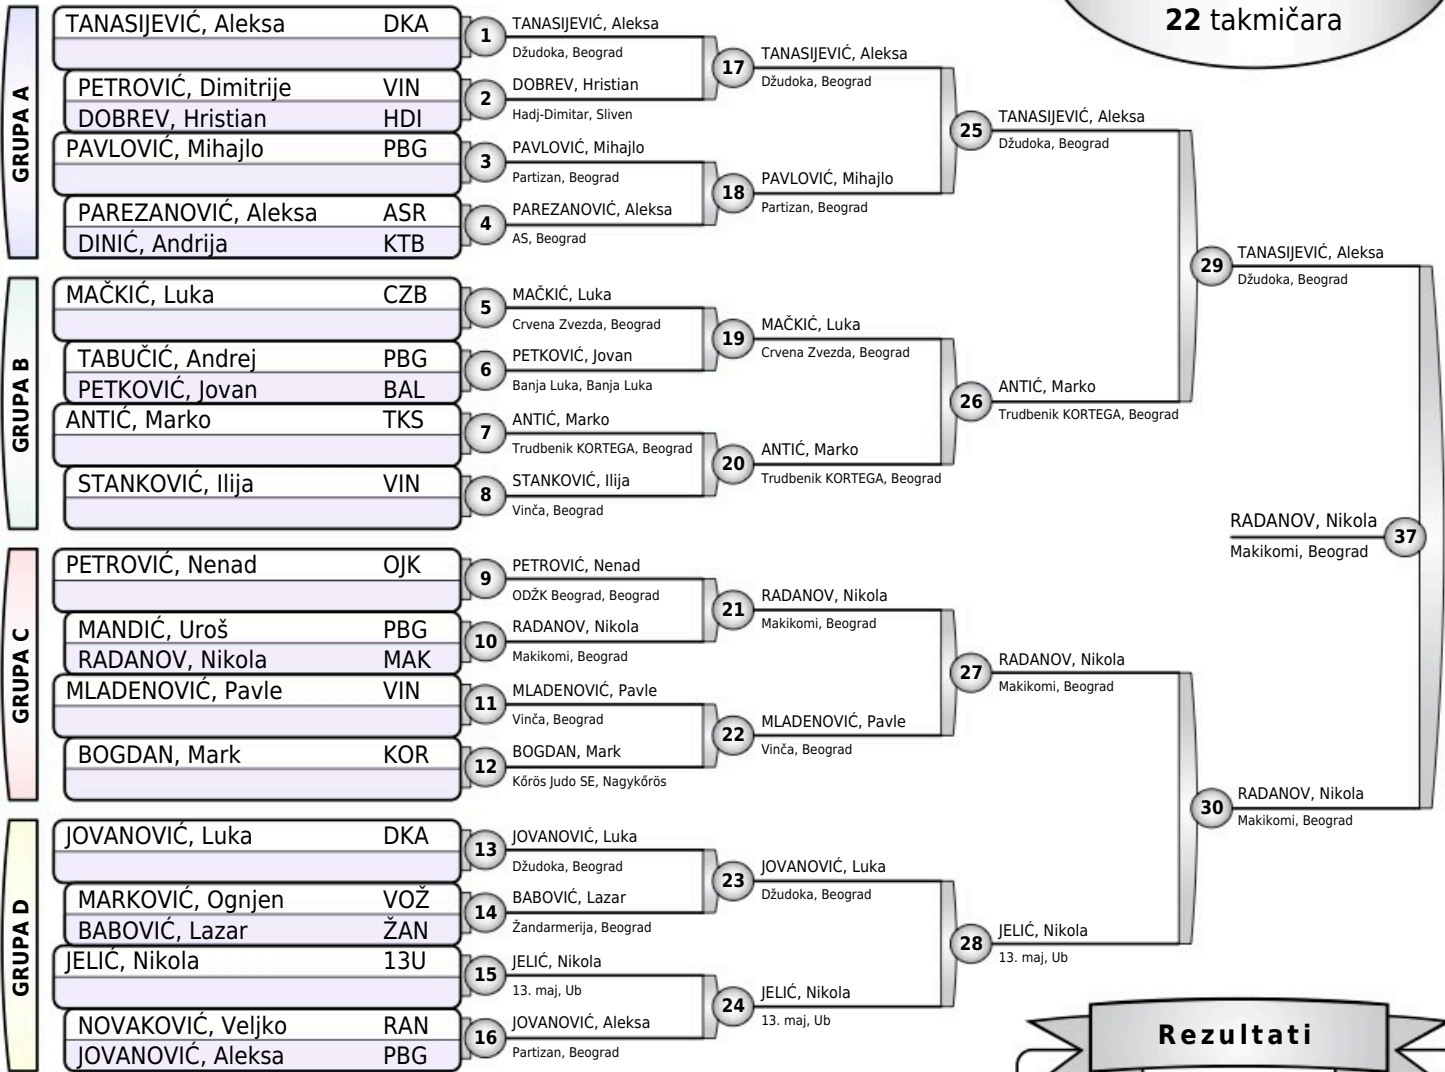 22 takmičara
GRUPA A
TANASIJEVIĆ, Aleksa DKA
PETROVIĆ, Dimitrije VIN
DOBREV, Hristian HDI
PAVLOVIĆ, Mihajlo PBG
PAREZANOVIĆ, Aleksa ASR
DINIĆ, Andrija KTB
GRUPA B
MAČKIĆ, Luka CZB
TABUČIĆ, Andrej PBG
PETKOVIĆ, Jovan BAL
ANTIĆ, Marko TKS
STANKOVIĆ, Ilija VIN
GRUPA C
PETROVIĆ, Nenad OJK
MANDIĆ, Uroš PBG
RADANOV, Nikola MAK
MLADENOVIĆ, Pavle VIN
BOGDAN, Mark KOR
GRUPA D
JOVANOVIĆ, Luka DKA
MARKOVIĆ, Ognjen VOŽ
BABOVIĆ, Lazar ŽAN
JELIĆ, Nikola 13U
NOVAKOVIĆ, Veljko RAN
JOVANOVIĆ, Aleksa PBG
1 TANASIJEVIĆ, Aleksa
Džudoka, Beograd
2 DOBREV, Hristian
Hadj-Dimitar, Sliven
3 PAVLOVIĆ, Mihajlo
Partizan, Beograd
4 PAREZANOVIĆ, Aleksa
AS, Beograd
5 MAČKIĆ, Luka
Crvena Zvezda, Beograd
6 PETKOVIĆ, Jovan
Banja Luka, Banja Luka
7 ANTIĆ, Marko
Trudbenik KORTEGA, Beograd
8 STANKOVIĆ, Ilija
Vinča, Beograd
9 PETROVIĆ, Nenad
ODŽK Beograd, Beograd
10 RADANOV, Nikola
Makikomi, Beograd
11 MLADENOVIĆ, Pavle
Vinča, Beograd
12 BOGDAN, Mark
Kőrös Judo SE, Nagykőrös
13 JOVANOVIĆ, Luka
Džudoka, Beograd
14 BABOVIĆ, Lazar
Žandarmerija, Beograd
15 JELIĆ, Nikola
13. maj, Ub
16 JOVANOVIĆ, Aleksa
Partizan, Beograd
17 TANASIJEVIĆ, Aleksa
Džudoka, Beograd
18 PAVLOVIĆ, Mihajlo
Partizan, Beograd
19 MAČKIĆ, Luka
Crvena Zvezda, Beograd
20 ANTIĆ, Marko
Trudbenik KORTEGA, Beograd
21 RADANOV, Nikola
Makikomi, Beograd
22 MLADENOVIĆ, Pavle
Vinča, Beograd
23 JOVANOVIĆ, Luka
Džudoka, Beograd
24 JELIĆ, Nikola
13. maj, Ub
25 TANASIJEVIĆ, Aleksa
Džudoka, Beograd
26 ANTIĆ, Marko
Trudbenik KORTEGA, Beograd
27 RADANOV, Nikola
Makikomi, Beograd
28 JELIĆ, Nikola
13. maj, Ub
29 TANASIJEVIĆ, Aleksa
Džudoka, Beograd
30 RADANOV, Nikola
Makikomi, Beograd
RADANOV, Nikola 37
Makikomi, Beograd
Rezultati